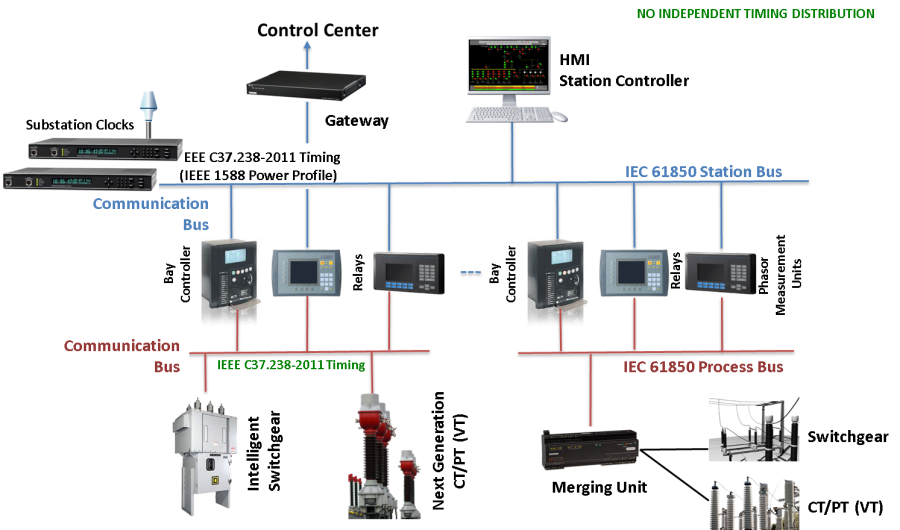 NO INDEPENDENT TIMING DISTRIBUTION
Control Center
HMI
Station Controller
Gateway
Substation Clocks
EEE C37.238-2011 Timing
(IEEE 1588 Power Profile)
IEC 61850 Station Bus
Communication
Bus
Bay
Controller
Relays
Bay
Controller
Relays
Phasor
Measurement
Units
Communication
Bus
IEEE C37.238-2011 Timing
IEC 61850 Process Bus
Intelligent
Switchgear
Next Generation
CT/PT (VT)
Merging Unit
Switchgear
CT/PT (VT)